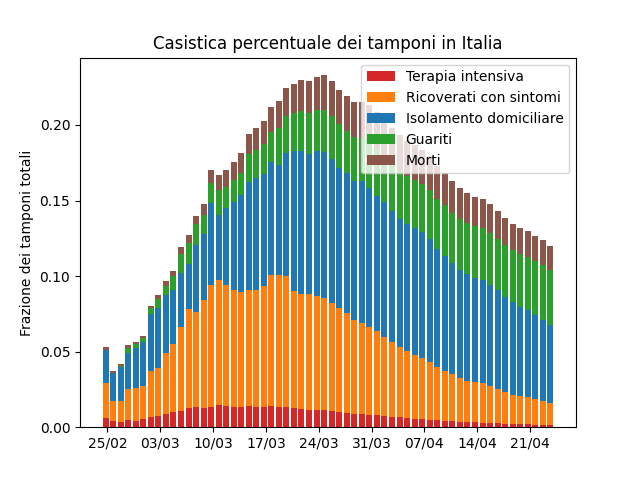 Casistica percentuale dei tamponi in Italia
Terapia intensiva
Ricoverati con sintomi
Isolamento domiciliare
Guariti
Morti
Frazione dei tamponi totali
0.20
0.15
0.10
0.05
0.00
25/02 03/03 10/03 17/03 24/03 31/03 07/04 14/04 21/04